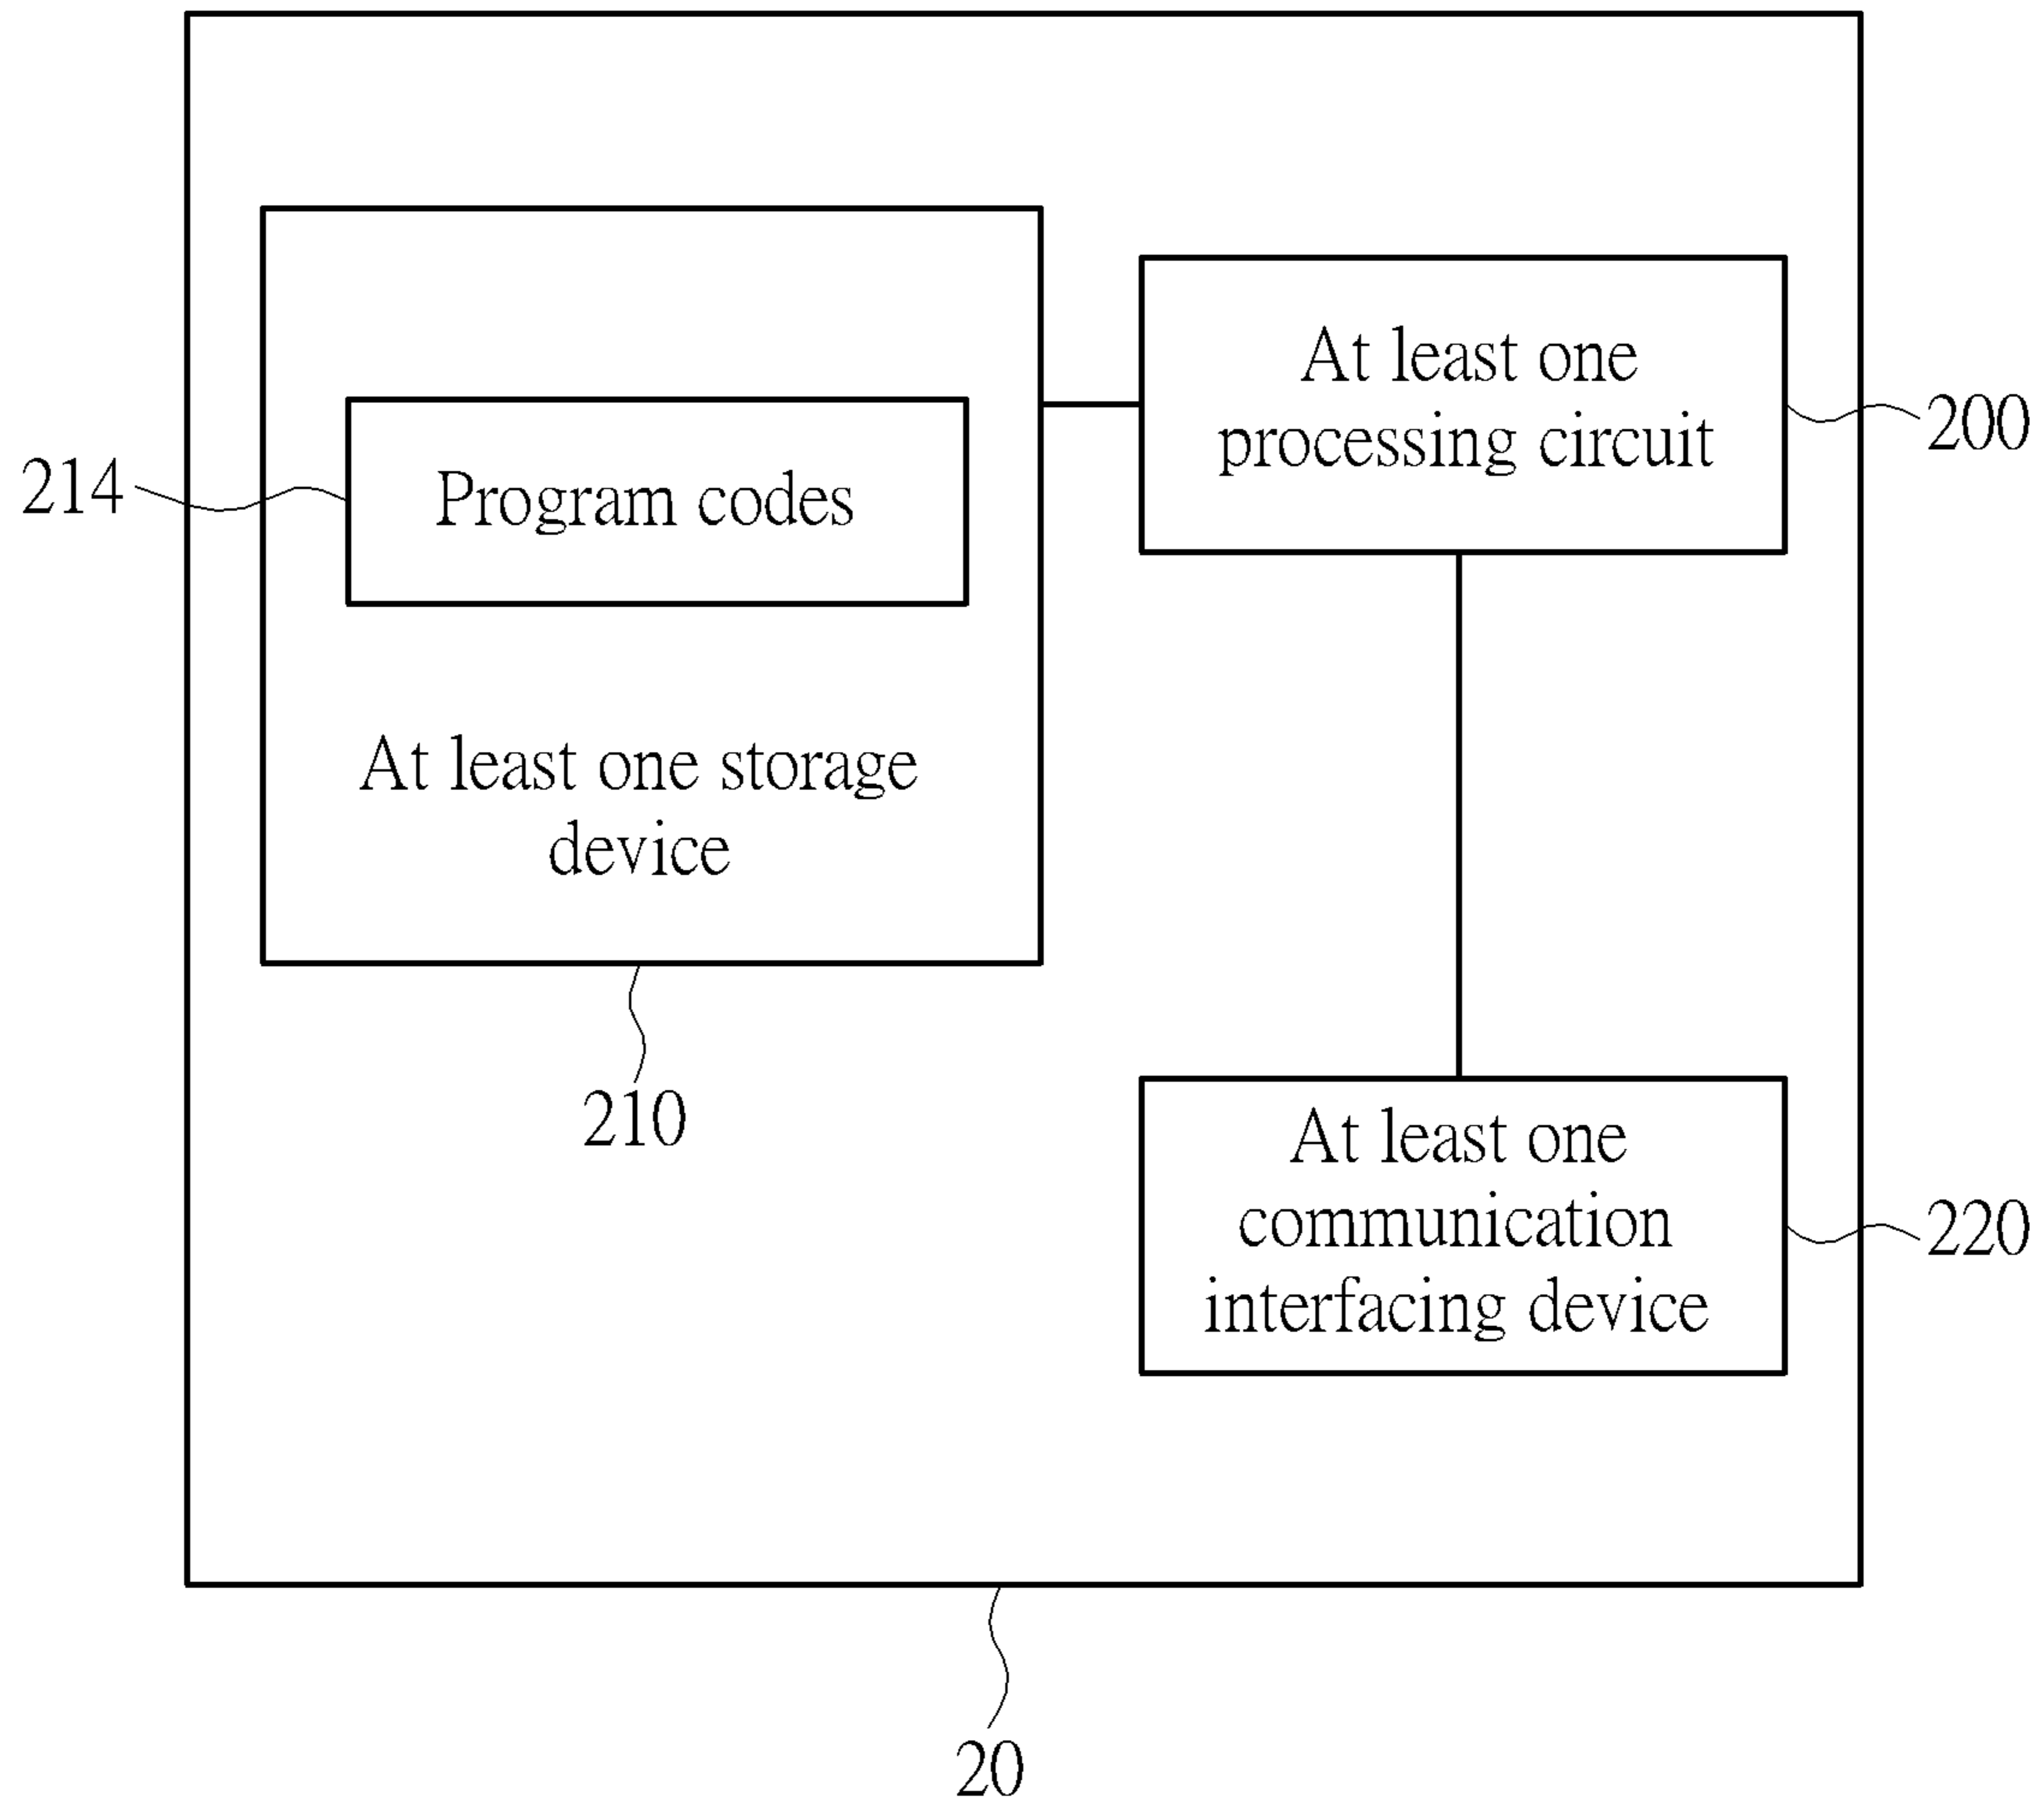 At least one
processing circuit
200
214
Program codes
At least one storage
device
210
At least one
communication
interfacing device
220
20